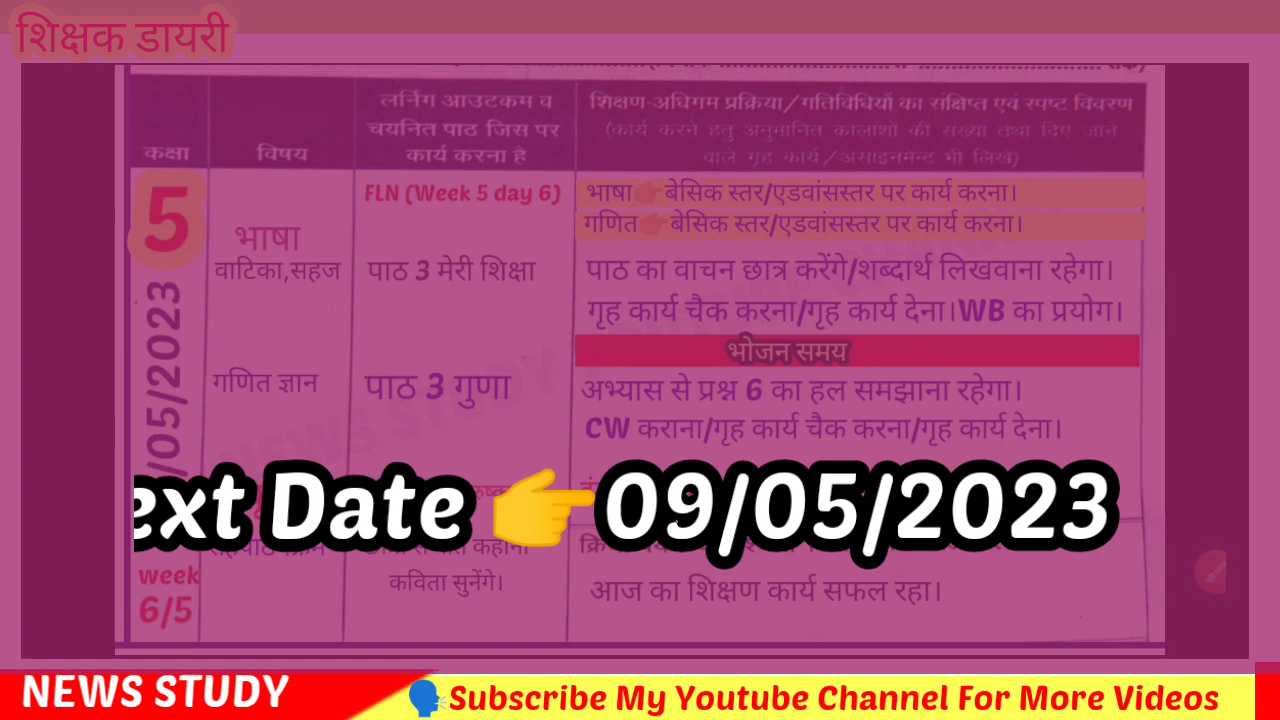 शिक्षक डायरी
लर्निंग आउटकम व
चयनित पाठ जिस पर
कार्य करना है
कक्षा
विषय
शिक्षण-अधिगम प्रक्रिया/गतिविधियों का संक्षिप्त एवं स्पष्ट विवरण
(कार्य करने हेतु अनुमानित कालांशों की संख्या तथा दिए जाने
वाले गृह कार्य/असाइनमेन्ट भी लिखें)
5
FLN (Week 5 day 6)
भाषा👉बेसिक स्तर/एडवांसस्तर पर कार्य करना।
गणित👉बेसिक स्तर/एडवांसस्तर पर कार्य करना।
भाषा
वाटिका,सहज
पाठ 3 मेरी शिक्षा
पाठ का वाचन छात्र करेंगे/शब्दार्थ लिखवाना रहेगा।
गृह कार्य चैक करना/गृह कार्य देना।WB का प्रयोग।
/05/2023
भोजन समय
गणित ज्ञान
पाठ 3 गुणा
अभ्यास से प्रश्न 6 का हल समझाना रहेगा।
CW कराना/गृह कार्य चैक करना/गृह कार्य देना।
NEWS STUDY YOUTUBE
ext Date 👉09/05/2023
कहानी
कविता सुनेंगे।
आज का शिक्षण कार्य सफल रहा।
week
6/5
NEWS STUDY
Subscribe My Youtube Channel For More Videos